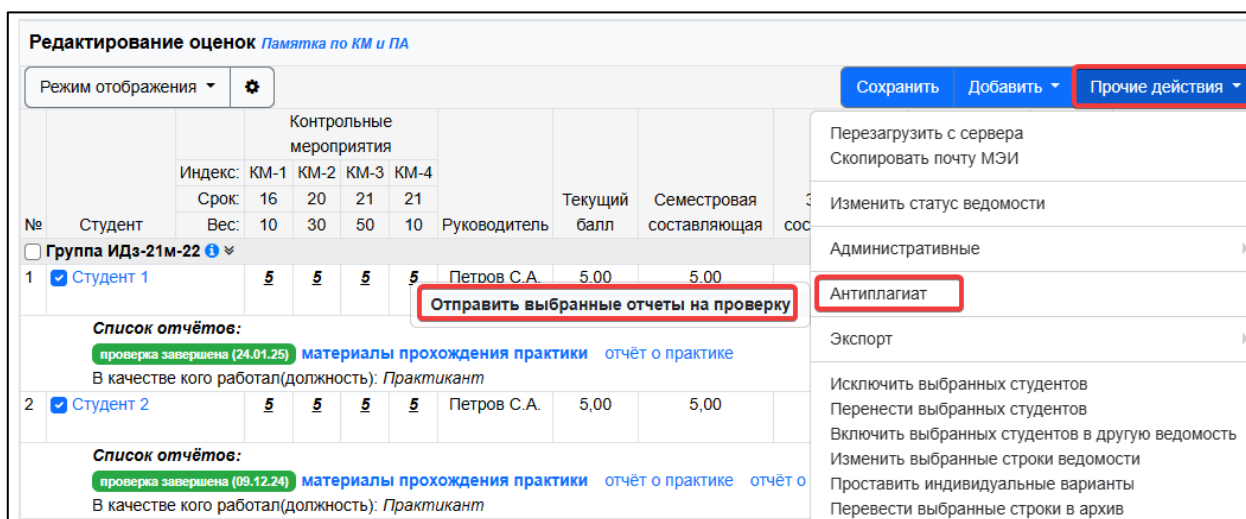 Редактирование оценок Памятка по КМ и ПА
Режим отображения
Сохранить Добавить Прочие действия
Контрольные
мероприятия
Индекс: КМ-1 КМ-2 КМ-3 КМ-4
Срок: 16 20 21 21 Текущий Семестровая
№ Студент Вес: 10 30 50 10 Руководитель балл составляющая
Группа ИДз-21м-22
1 Студент 1 5 5 5 5 Петров С.А. 5,00 5,00
Отправить выбранные отчеты на проверку
Список отчётов:
проверка завершена (24.01.25) материалы прохождения практики отчёт о практике
В качестве кого работал(должность): Практикант
2 Студент 2 5 5 5 5 Петров С.А. 5,00 5,00
Список отчётов:
проверка завершена (09.12.24) материалы прохождения практики отчёт о практике отчёт о
В качестве кого работал(должность): Практикант
Перезагрузить с сервера
Скопировать почту МЭИ
Изменить статус ведомости
Административные
Антиплагиат
Экспорт
Исключить выбранных студентов
Перенести выбранных студентов
Включить выбранных студентов в другую ведомость
Изменить выбранные строки ведомости
Проставить индивидуальные варианты
Перевести выбранные строки в архив